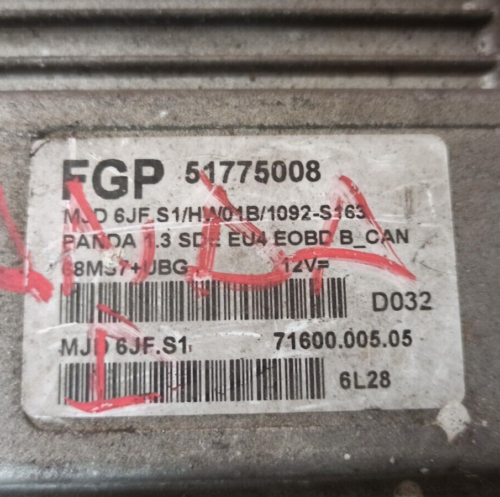 FGP 51775008
MJD 6JF.S1/HW01B/1092-S163
PANDA 1.3 SDE EU4 EOBD B_CAN
12V=
D032
MJD 6JF.S1 71600.005.05
6L28